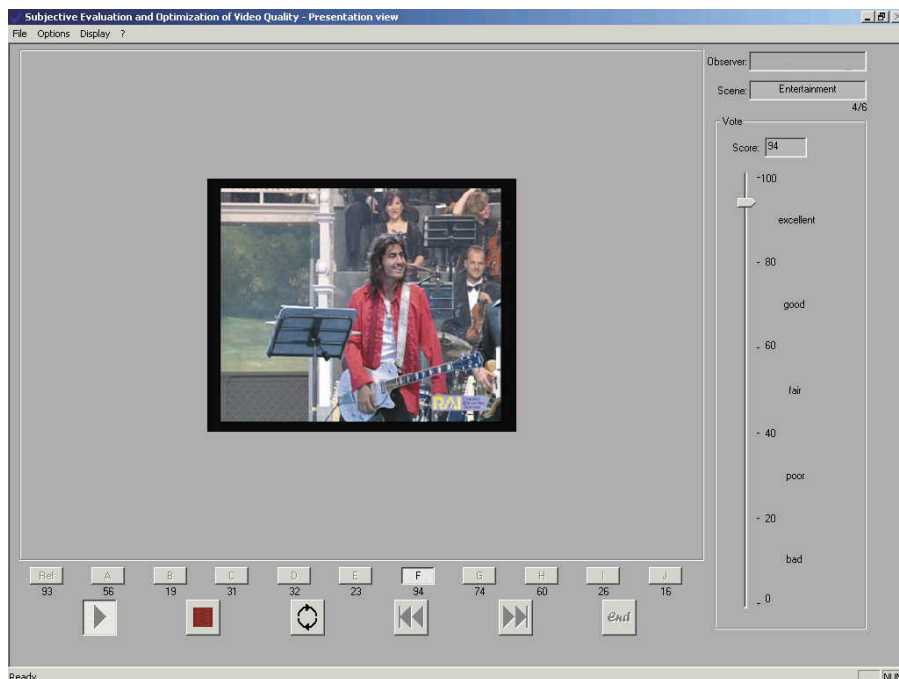 Subjective Evaluation and Optimization of Video Quality - Presentation view
File Options Display ?
Observer:
Scene: Entertainment
4/6
Vote
Score: 94
-100
excellent
- 80
good
- 60
fair
- 40
poor
- 20
bad
- 0
RAI
Ref. A B C D E F G H I J
93 56 19 31 32 23 94 74 60 26 16
end
Ready
NUM